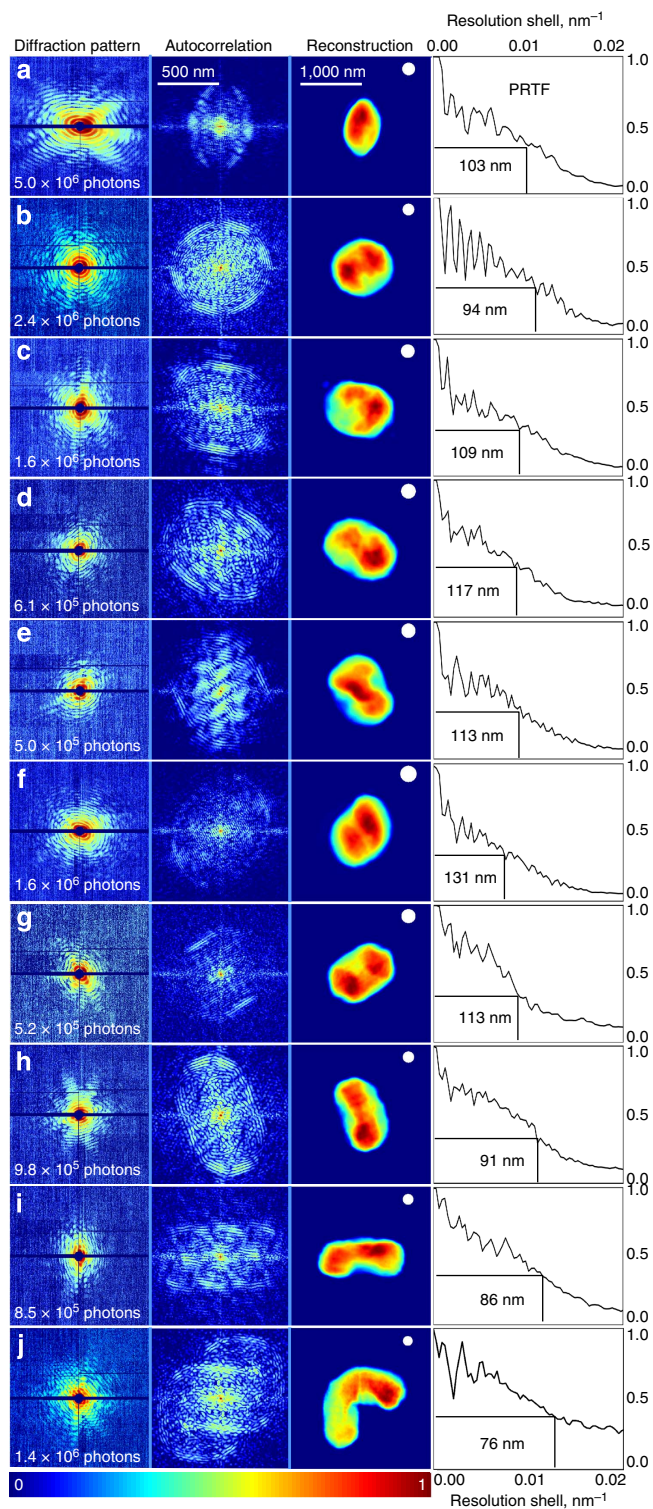 Resolution shell, nm⁻¹
0.00 0.01 0.02
Diffraction pattern Autocorrelation Reconstruction
a 500 nm 1,000 nm 1.0
PRTF
0.5
103 nm
5.0 × 10⁶ photons 0.0
b 1.0
0.5
94 nm
2.4 × 10⁶ photons 0.0
c 1.0
0.5
109 nm
1.6 × 10⁶ photons 0.0
d 1.0
0.5
117 nm
6.1 × 10⁵ photons 0.0
e 1.0
0.5
113 nm
5.0 × 10⁵ photons 0.0
f 1.0
0.5
131 nm
1.6 × 10⁶ photons 0.0
g 1.0
0.5
113 nm
5.2 × 10⁵ photons 0.0
h 1.0
0.5
91 nm
9.8 × 10⁵ photons 0.0
i 1.0
0.5
86 nm
8.5 × 10⁵ photons 0.0
j 1.0
0.5
76 nm
1.4 × 10⁶ photons 0.0
0 1 0.00 0.01 0.02
Resolution shell, nm⁻¹